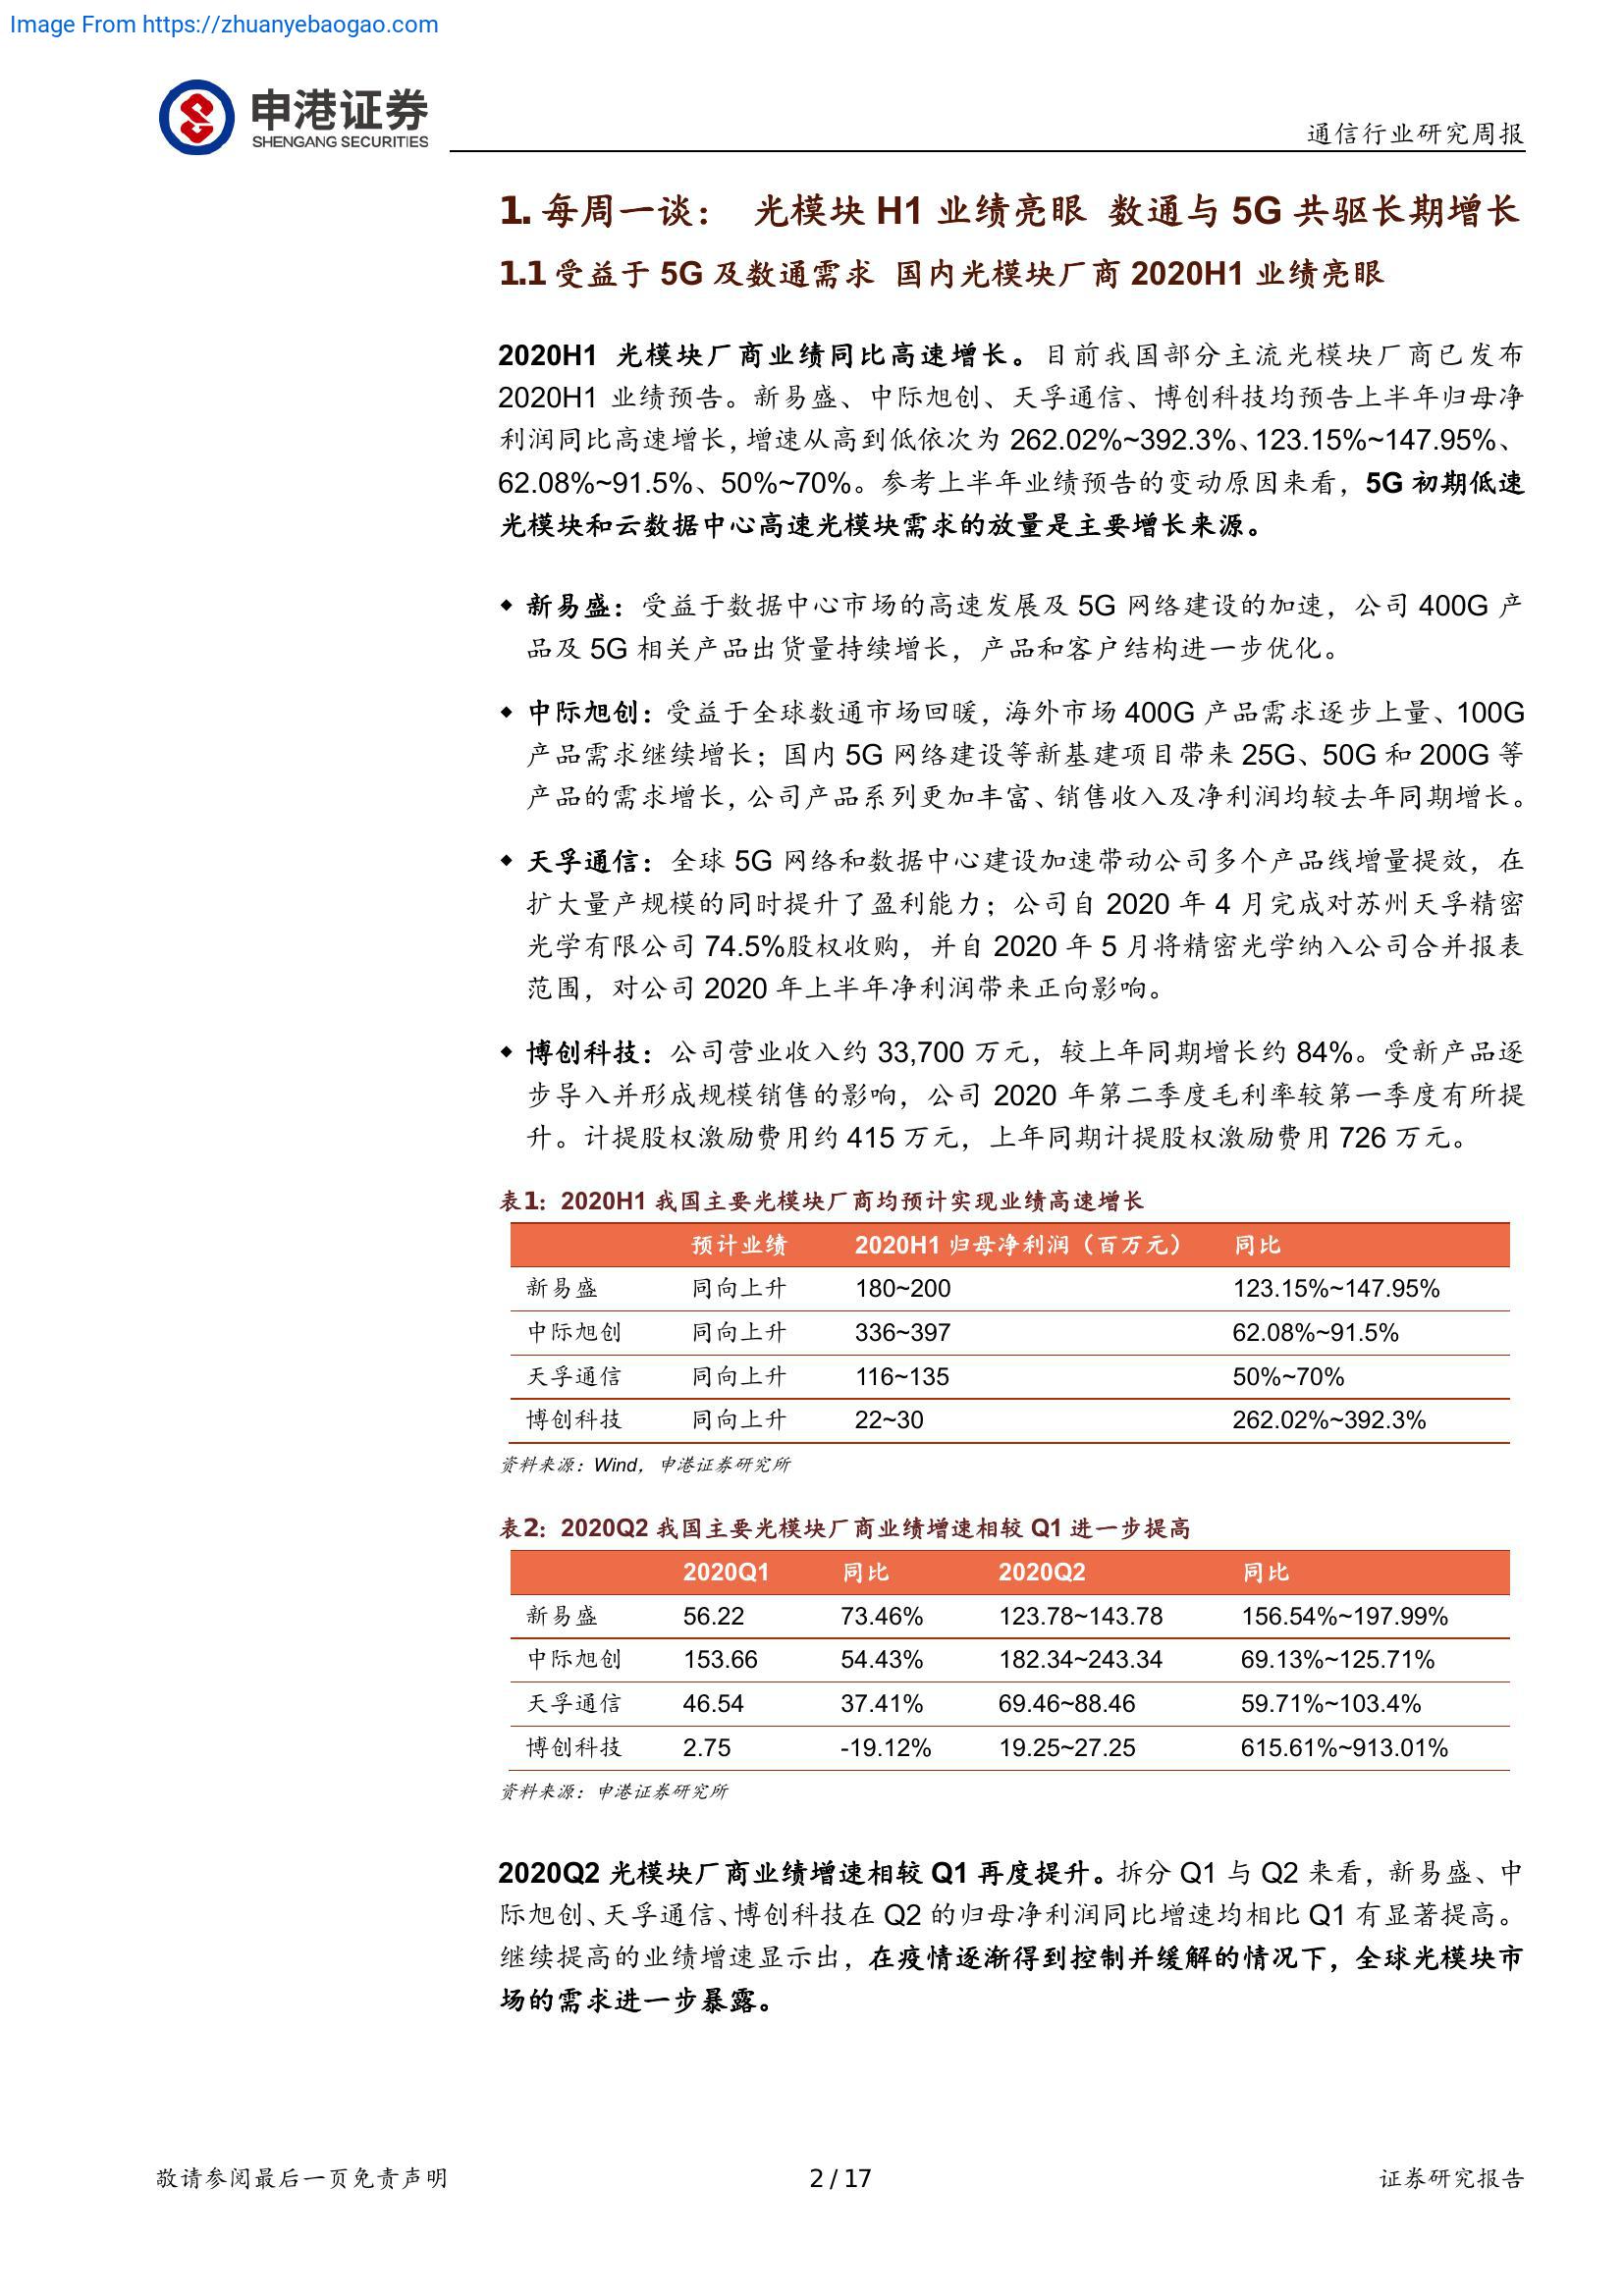 Image From https://zhuanyebaogao.com
申港证券
SHENGANG SECURITIES
通信行业研究周报
1. 每周一谈： 光模块 H1 业绩亮眼 数通与 5G 共驱长期增长
1.1 受益于 5G 及数通需求 国内光模块厂商 2020H1 业绩亮眼
2020H1 光模块厂商业绩同比高速增长。目前我国部分主流光模块厂商已发布
2020H1 业绩预告。新易盛、中际旭创、天孚通信、博创科技均预告上半年归母净
利润同比高速增长，增速从高到低依次为 262.02%~392.3%、123.15%~147.95%、
62.08%~91.5%、50%~70%。参考上半年业绩预告的变动原因来看，5G 初期低速
光模块和云数据中心高速光模块需求的放量是主要增长来源。
◆ 新易盛：受益于数据中心市场的高速发展及 5G 网络建设的加速，公司 400G 产
品及 5G 相关产品出货量持续增长，产品和客户结构进一步优化。
◆ 中际旭创：受益于全球数通市场回暖，海外市场 400G 产品需求逐步上量、100G
产品需求继续增长；国内 5G 网络建设等新基建项目带来 25G、50G 和 200G 等
产品的需求增长，公司产品系列更加丰富、销售收入及净利润均较去年同期增长。
◆ 天孚通信：全球 5G 网络和数据中心建设加速带动公司多个产品线增量提效，在
扩大量产规模的同时提升了盈利能力；公司自 2020 年 4 月完成对苏州天孚精密
光学有限公司 74.5%股权收购，并自 2020 年 5 月将精密光学纳入公司合并报表
范围，对公司 2020 年上半年净利润带来正向影响。
◆ 博创科技：公司营业收入约 33,700 万元，较上年同期增长约 84%。受新产品逐
步导入并形成规模销售的影响，公司 2020 年第二季度毛利率较第一季度有所提
升。计提股权激励费用约 415 万元，上年同期计提股权激励费用 726 万元。
表1：2020H1 我国主要光模块厂商均预计实现业绩高速增长
预计业绩 2020H1 归母净利润（百万元） 同比
新易盛 同向上升 180~200 123.15%~147.95%
中际旭创 同向上升 336~397 62.08%~91.5%
天孚通信 同向上升 116~135 50%~70%
博创科技 同向上升 22~30 262.02%~392.3%
资料来源：Wind，申港证券研究所
表2：2020Q2 我国主要光模块厂商业绩增速相较 Q1 进一步提高
2020Q1 同比 2020Q2 同比
新易盛 56.22 73.46% 123.78~143.78 156.54%~197.99%
中际旭创 153.66 54.43% 182.34~243.34 69.13%~125.71%
天孚通信 46.54 37.41% 69.46~88.46 59.71%~103.4%
博创科技 2.75 -19.12% 19.25~27.25 615.61%~913.01%
资料来源：申港证券研究所
2020Q2 光模块厂商业绩增速相较 Q1 再度提升。拆分 Q1 与 Q2 来看，新易盛、中
际旭创、天孚通信、博创科技在 Q2 的归母净利润同比增速均相比 Q1 有显著提高。
继续提高的业绩增速显示出，在疫情逐渐得到控制并缓解的情况下，全球光模块市
场的需求进一步暴露。
敬请参阅最后一页免责声明 2 / 17 证券研究报告